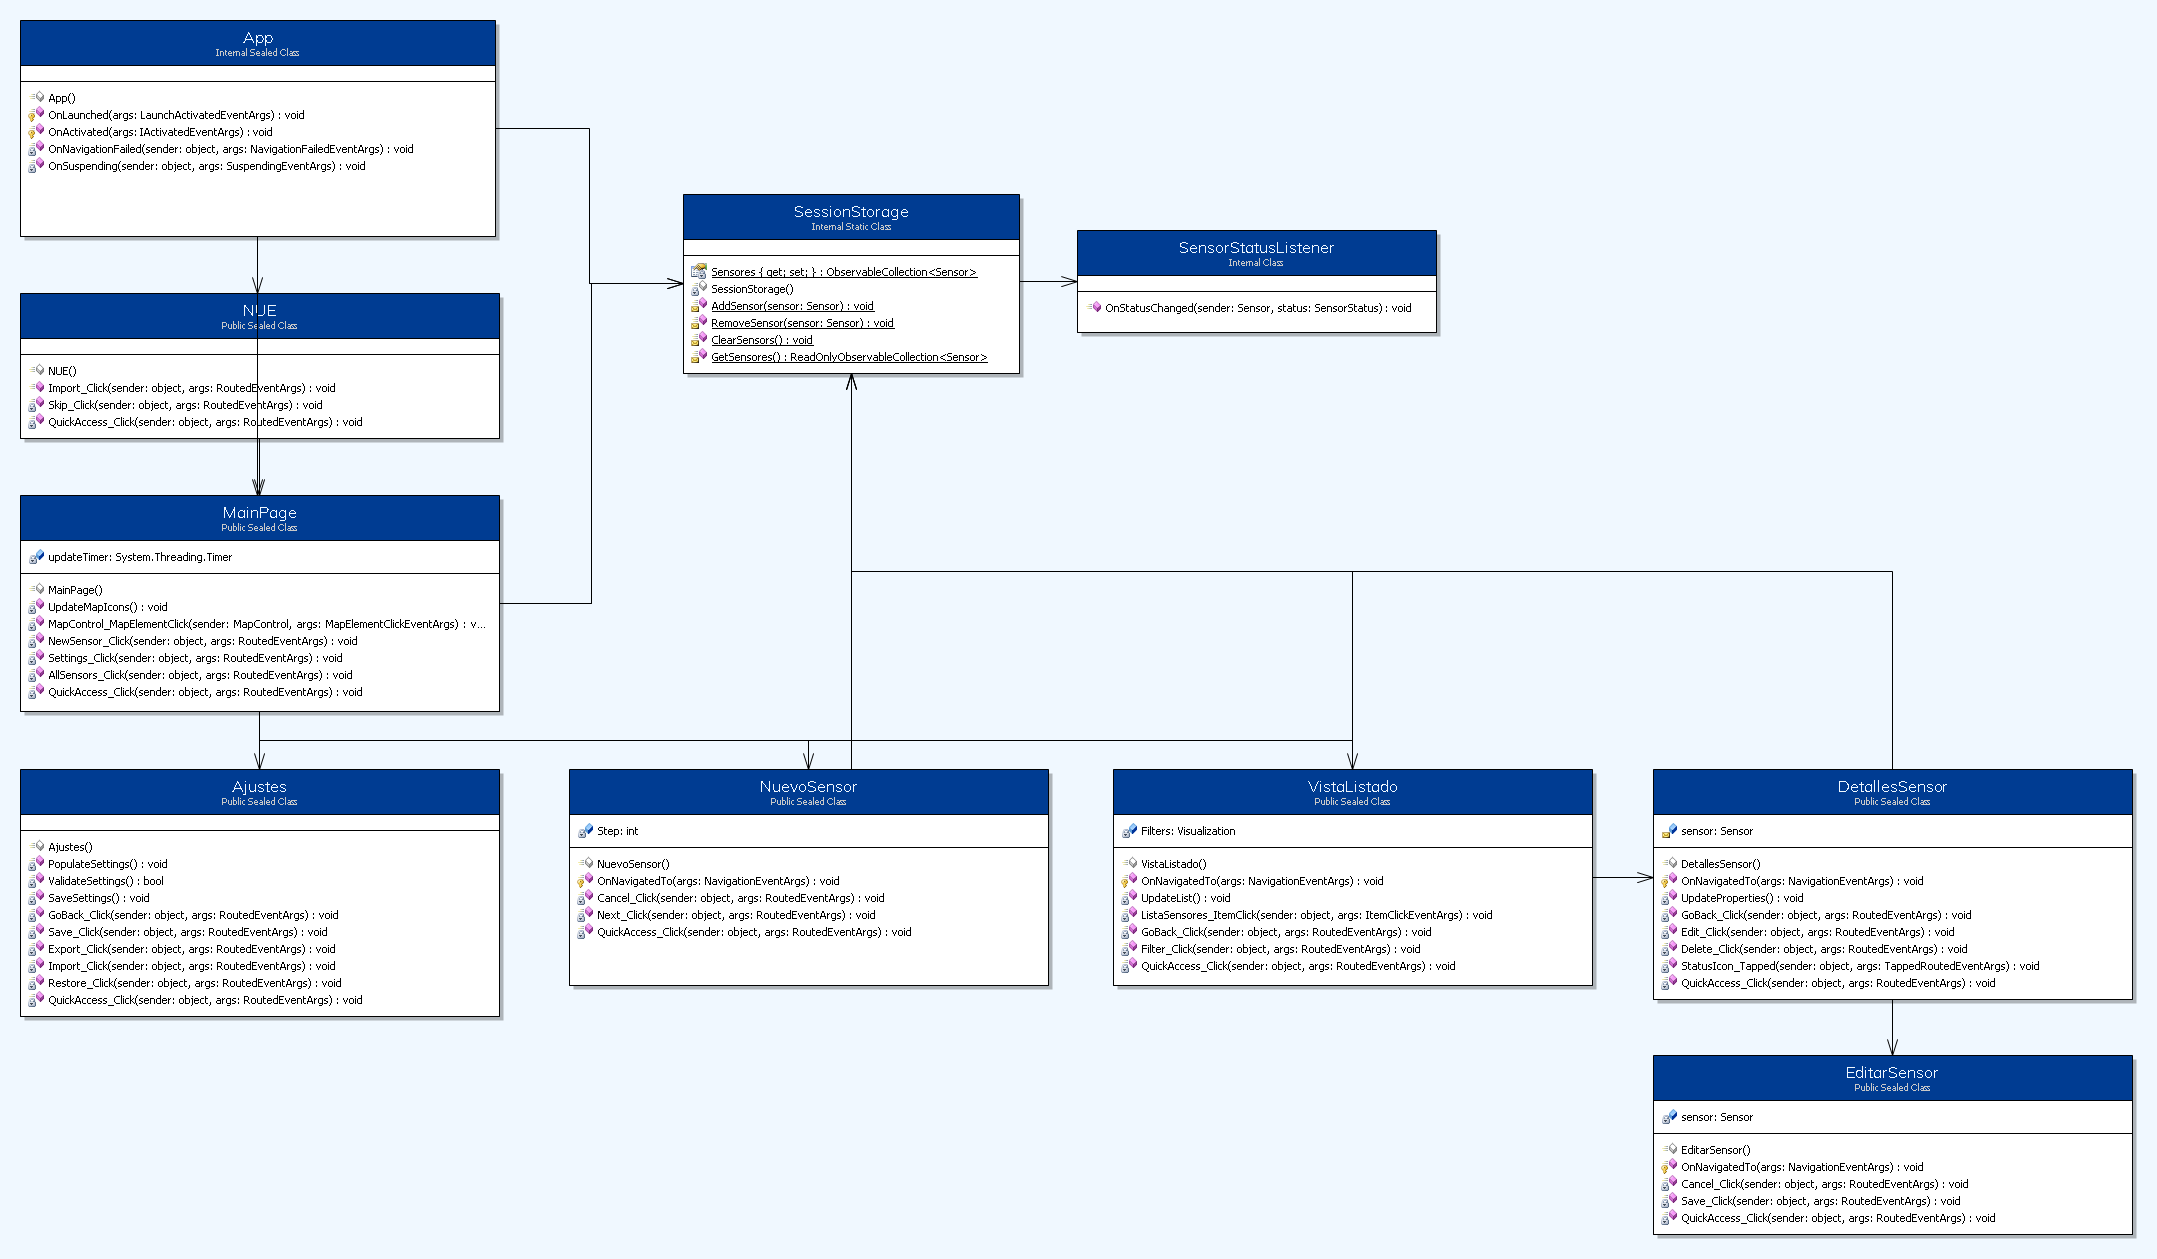 App
Internal Sealed Class
App()
OnLaunched(args: LaunchActivatedEventArgs) : void
OnActivated(args: IActivatedEventArgs) : void
OnNavigationFailed(sender: object, args: NavigationFailedEventArgs) : void
OnSuspending(sender: object, args: SuspendingEventArgs) : void
SessionStorage
Internal Static Class
Sensores { get; set; } : ObservableCollection<Sensor>
SessionStorage()
AddSensor(sensor: Sensor) : void
RemoveSensor(sensor: Sensor) : void
ClearSensors() : void
GetSensores() : ReadOnlyObservableCollection<Sensor>
SensorStatusListener
Internal Class
OnStatusChanged(sender: Sensor, status: SensorStatus) : void
NUE
Public Sealed Class
NUE()
Import_Click(sender: object, args: RoutedEventArgs) : void
Skip_Click(sender: object, args: RoutedEventArgs) : void
QuickAccess_Click(sender: object, args: RoutedEventArgs) : void
MainPage
Public Sealed Class
updateTimer: System.Threading.Timer
MainPage()
UpdateMapIcons() : void
MapControl_MapElementClick(sender: MapControl, args: MapElementClickEventArgs) : v...
NewSensor_Click(sender: object, args: RoutedEventArgs) : void
Settings_Click(sender: object, args: RoutedEventArgs) : void
AllSensors_Click(sender: object, args: RoutedEventArgs) : void
QuickAccess_Click(sender: object, args: RoutedEventArgs) : void
Ajustes
Public Sealed Class
Ajustes()
PopulateSettings() : void
ValidateSettings() : bool
SaveSettings() : void
GoBack_Click(sender: object, args: RoutedEventArgs) : void
Save_Click(sender: object, args: RoutedEventArgs) : void
Export_Click(sender: object, args: RoutedEventArgs) : void
Import_Click(sender: object, args: RoutedEventArgs) : void
Restore_Click(sender: object, args: RoutedEventArgs) : void
QuickAccess_Click(sender: object, args: RoutedEventArgs) : void
NuevoSensor
Public Sealed Class
Step: int
NuevoSensor()
OnNavigatedTo(args: NavigationEventArgs) : void
Cancel_Click(sender: object, args: RoutedEventArgs) : void
Next_Click(sender: object, args: RoutedEventArgs) : void
QuickAccess_Click(sender: object, args: RoutedEventArgs) : void
VistaListado
Public Sealed Class
Filters: Visualization
VistaListado()
OnNavigatedTo(args: NavigationEventArgs) : void
UpdateList() : void
ListaSensores_ItemClick(sender: object, args: ItemClickEventArgs) : void
GoBack_Click(sender: object, args: RoutedEventArgs) : void
Filter_Click(sender: object, args: RoutedEventArgs) : void
QuickAccess_Click(sender: object, args: RoutedEventArgs) : void
DetallesSensor
Public Sealed Class
sensor: Sensor
DetallesSensor()
OnNavigatedTo(args: NavigationEventArgs) : void
UpdateProperties() : void
GoBack_Click(sender: object, args: RoutedEventArgs) : void
Edit_Click(sender: object, args: RoutedEventArgs) : void
Delete_Click(sender: object, args: RoutedEventArgs) : void
StatusIcon_Tapped(sender: object, args: TappedRoutedEventArgs) : void
QuickAccess_Click(sender: object, args: RoutedEventArgs) : void
EditarSensor
Public Sealed Class
sensor: Sensor
EditarSensor()
OnNavigatedTo(args: NavigationEventArgs) : void
Cancel_Click(sender: object, args: RoutedEventArgs) : void
Save_Click(sender: object, args: RoutedEventArgs) : void
QuickAccess_Click(sender: object, args: RoutedEventArgs) : void